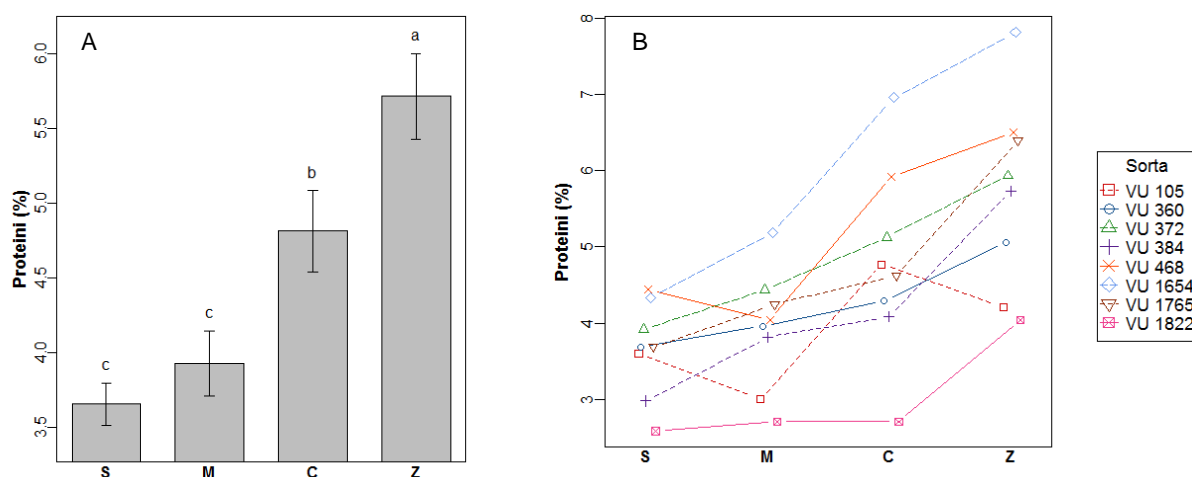 A
Proteini (%)
6.0
5.5
5.0
4.5
4.0
3.5
c
c
b
a
S M C Z
B
Proteini (%)
8
7
6
5
4
3
S M C Z
Sorta
VU 105
VU 360
VU 372
VU 384
VU 468
VU 1654
VU 1765
VU 1822